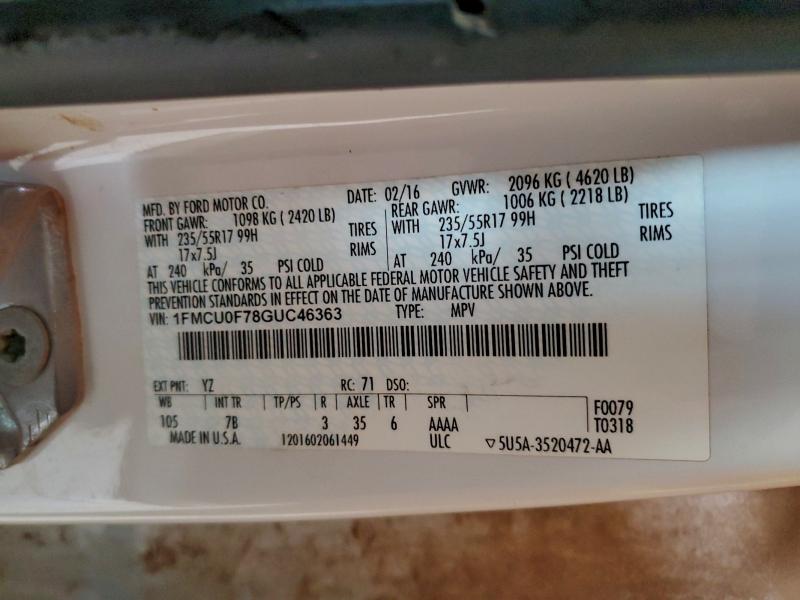 MFD. BY FORD MOTOR CO. DATE: 02/16 GVWR: 2096 KG ( 4620 LB)
FRONT GAWR: 1098 KG ( 2420 LB) REAR GAWR: 1006 KG ( 2218 LB)
WITH 235/55R17 99H TIRES WITH 235/55R17 99H TIRES
17x7.5J RIMS 17x7.5J RIMS
AT 240 kPa/ 35 PSI COLD AT 240 kPa/ 35 PSI COLD
THIS VEHICLE CONFORMS TO ALL APPLICABLE FEDERAL MOTOR VEHICLE SAFETY AND THEFT
PREVENTION STANDARDS IN EFFECT ON THE DATE OF MANUFACTURE SHOWN ABOVE.
VIN: 1FMCU0F78GUC46363 TYPE: MPV
EXT PNT: YZ RC: 71 DSO:
WB INT TR TP/PS R AXLE TR SPR F0079
105 7B 3 35 6 AAAA T0318
MADE IN U.S.A. 1201602061449 ULC ▽5U5A-3520472-AA